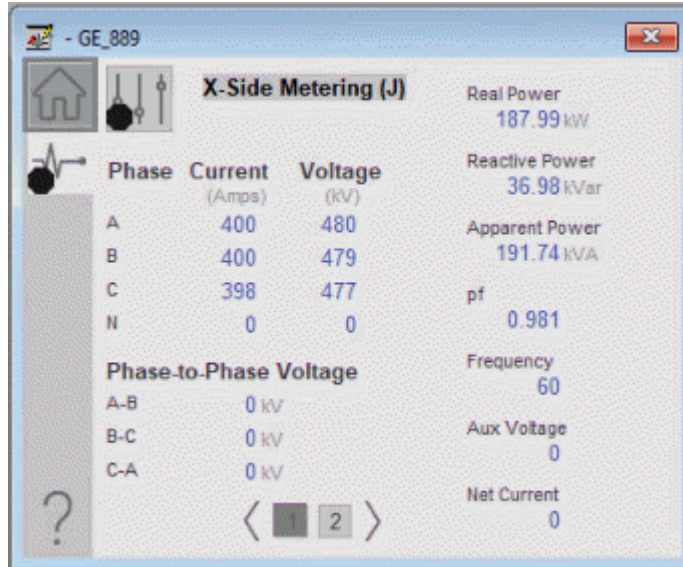 - GE_889
X-Side Metering (J)
Phase Current Voltage
(Amps) (kV)
A 400 480
B 400 479
C 398 477
N 0 0
Phase-to-Phase Voltage
A-B 0 kV
B-C 0 kV
C-A 0 kV
1 2
Real Power
187.99 kW
Reactive Power
36.98 kVar
Apparent Power
191.74 kVA
pf
0.981
Frequency
60
Aux Voltage
0
Net Current
0
?